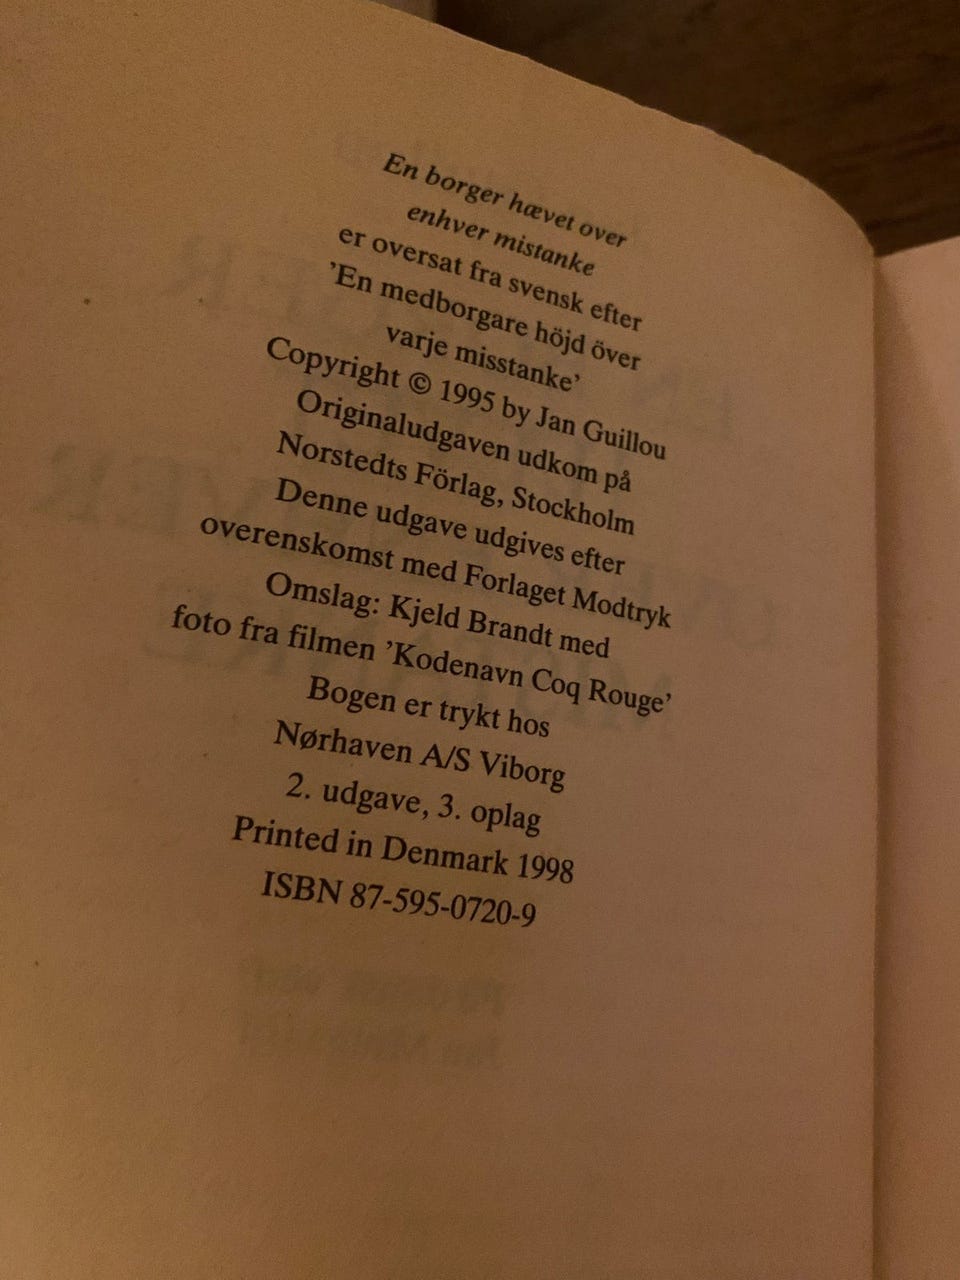 En borger hævet over
enhver mistanke
er oversat fra svensk efter
'En medborgare höjd över
varje misstanke'
Copyright © 1995 by Jan Guillou
Originaludgaven udkom på
Norstedts Förlag, Stockholm
Denne udgave udgives efter
overenskomst med Forlaget Modtryk
Omslag: Kjeld Brandt med
foto fra filmen 'Kodenavn Coq Rouge'
Bogen er trykt hos
Nørhaven A/S Viborg
2. udgave, 3. oplag
Printed in Denmark 1998
ISBN 87-595-0720-9